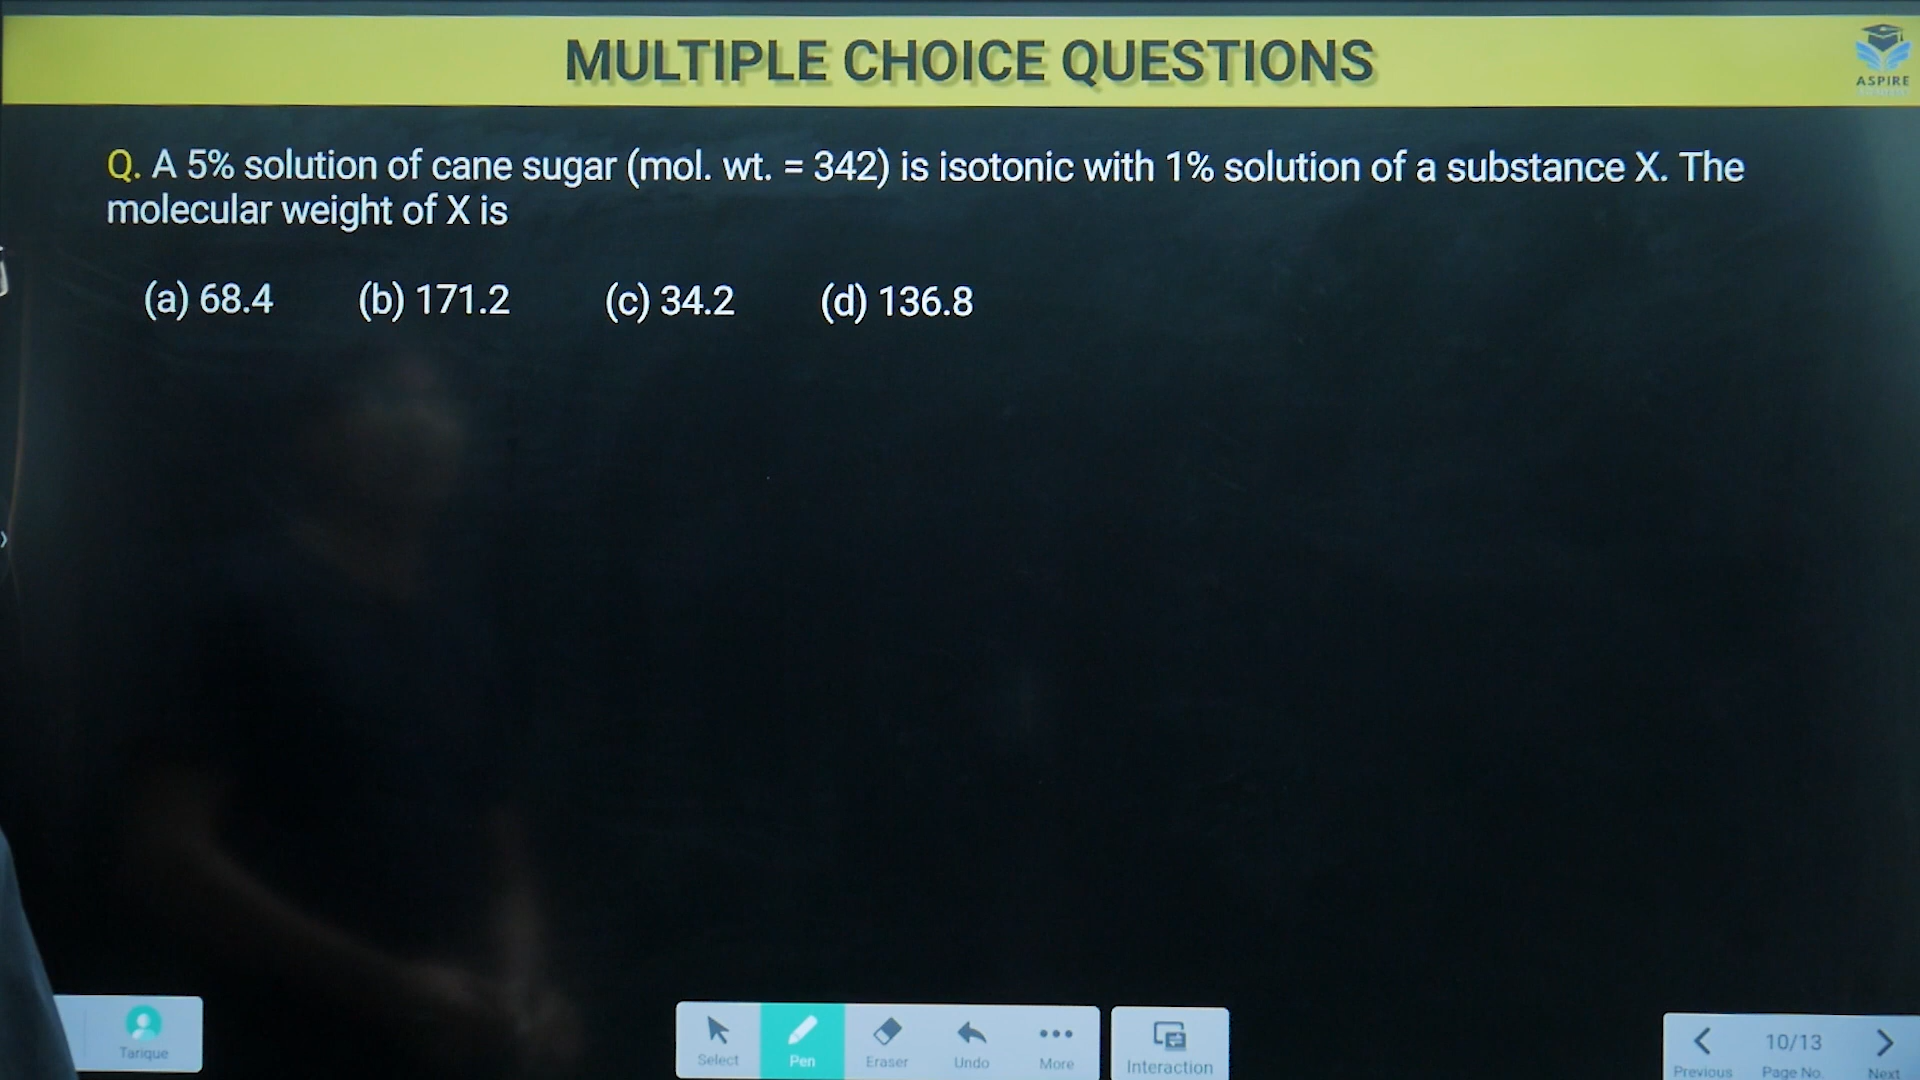 MULTIPLE CHOICE QUESTIONS
ASPIRE
Q. A 5% solution of cane sugar (mol. wt. = 342) is isotonic with 1% solution of a substance X. The
molecular weight of X is
(a) 68.4 (b) 171.2 (c) 34.2 (d) 136.8
Tarique
Select Pen Eraser Undo More Interaction
10/13
Previous Page No. Next